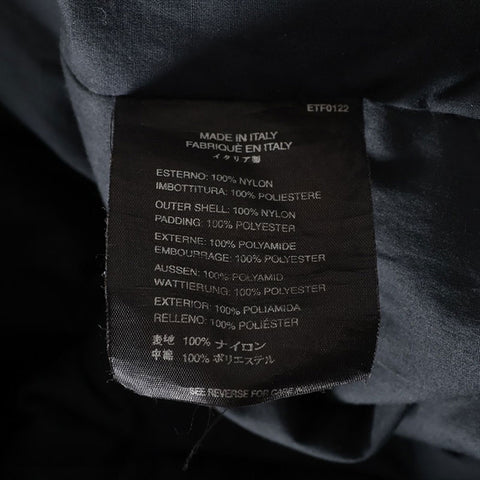 ETF0122
MADE IN ITALY
FABRIQUÉ EN ITALY
イタリア製
ESTERNO: 100% NYLON
IMBOTTITURA: 100% POLIESTERE
OUTER SHELL: 100% NYLON
PADDING: 100% POLYESTER
EXTERNE: 100% POLYAMIDE
EMBOURRAGE: 100% POLYESTER
AUSSEN: 100% POLYAMID
WATTIERUNG: 100% POLYESTER
EXTERIOR: 100% POLIAMIDA
RELLENO: 100% POLIÉSTER
表地 100% ナイロン
中綿 100% ポリエステル
SEE REVERSE FOR CARE